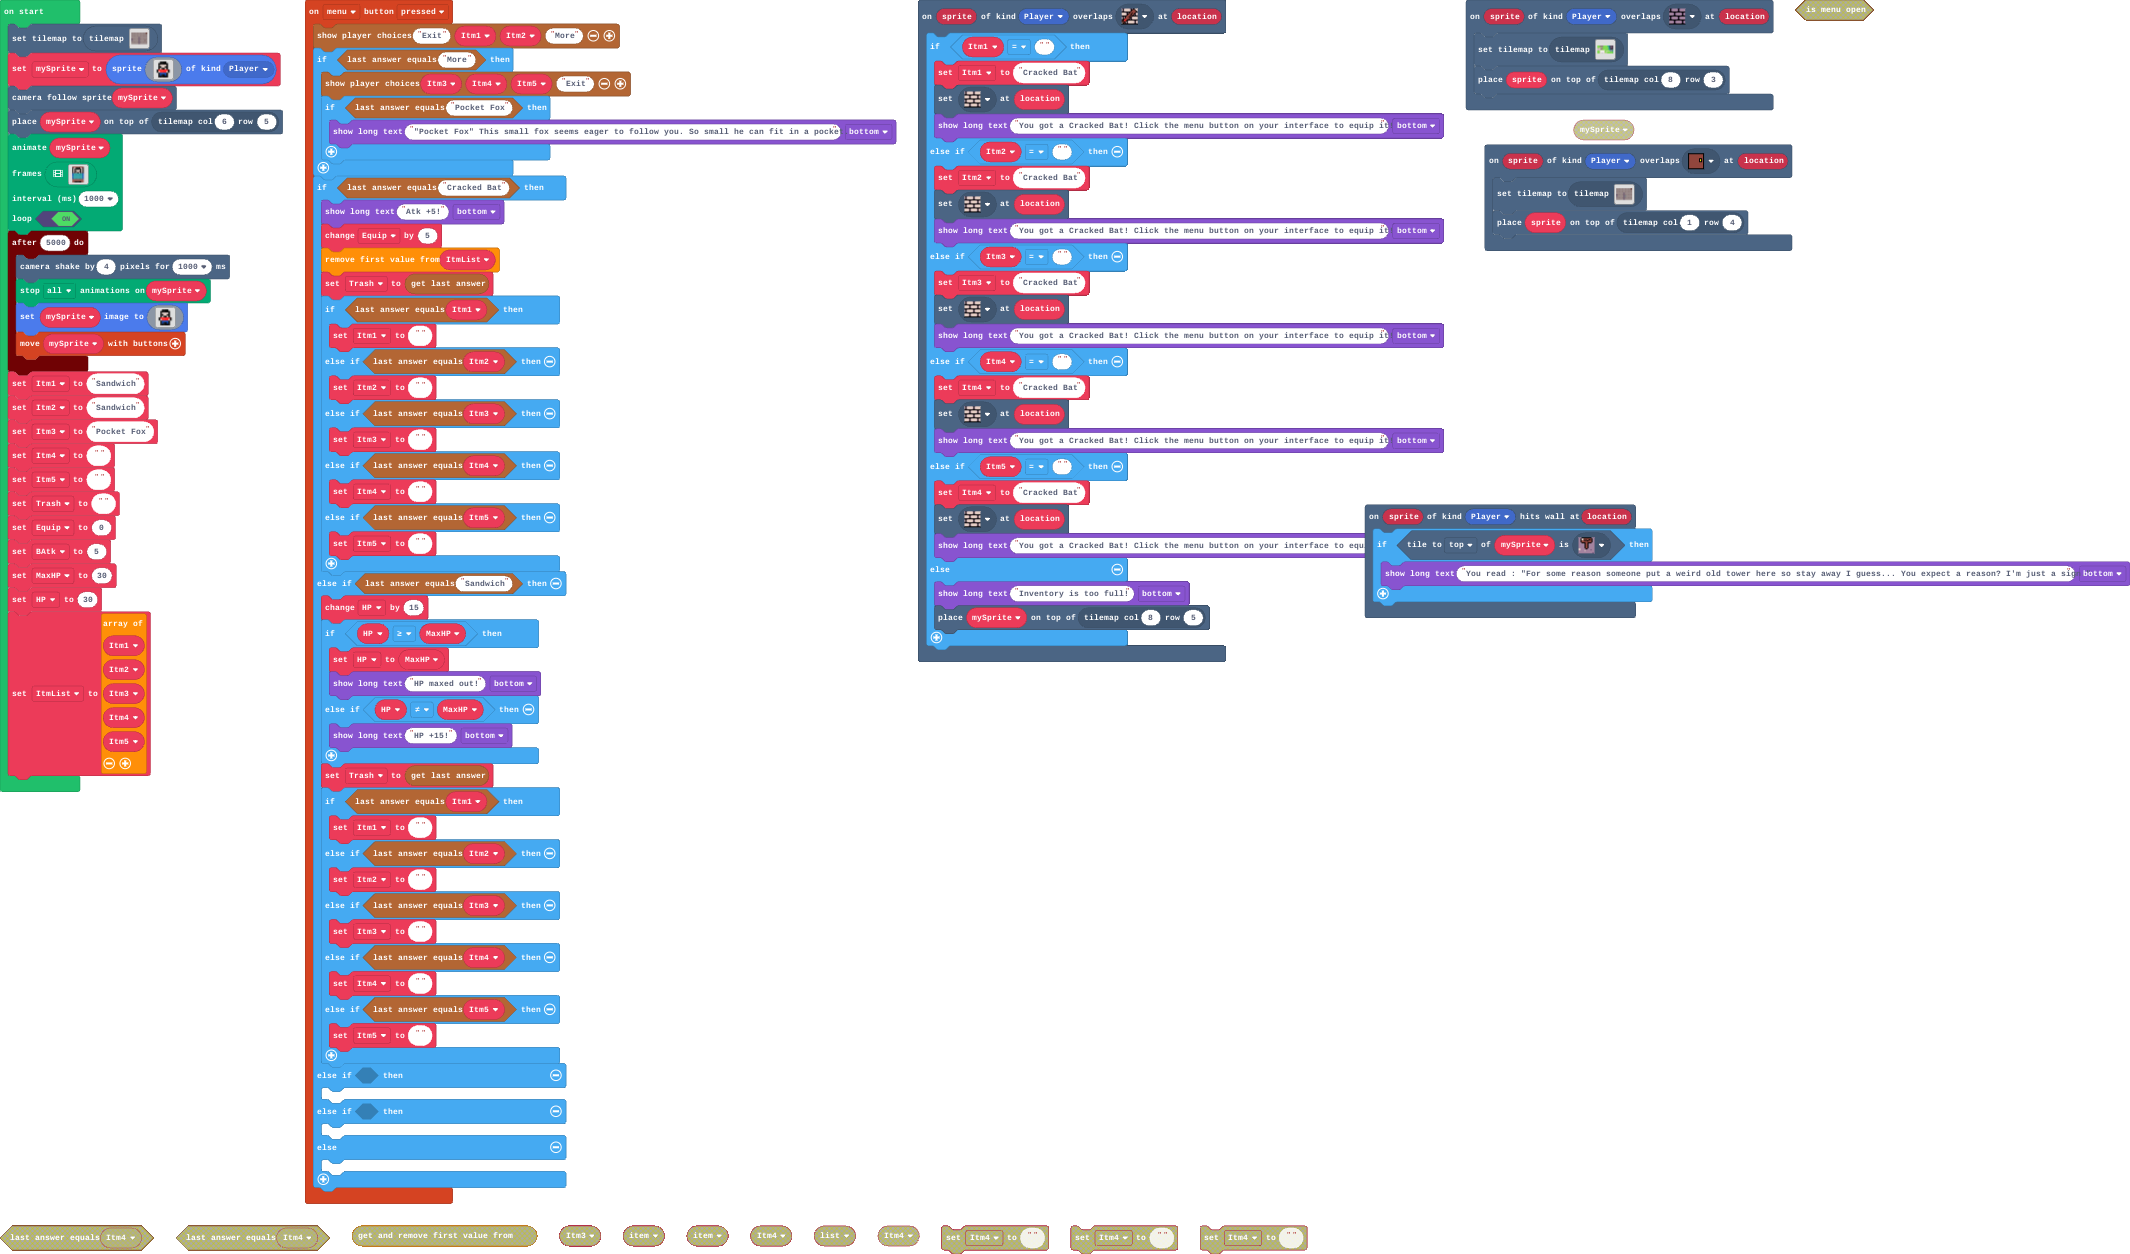 on start
set tilemap to tilemap
set mySprite to sprite of kind Player
camera follow sprite mySprite
place mySprite on top of tilemap col 6 row 5
animate mySprite
frames
interval (ms) 1000
loop ON
after 5000 do
camera shake by 4 pixels for 1000 ms
stop all animations on mySprite
set mySprite image to
move mySprite with buttons
set Itm1 to "Sandwich"
set Itm2 to "Sandwich"
set Itm3 to "Pocket Fox"
set Itm4 to ""
set Itm5 to ""
set Trash to ""
set Equip to 0
set BAtk to 5
set MaxHP to 30
set HP to 30
set ItmList to array of
Itm1
Itm2
Itm3
Itm4
Itm5
on menu button pressed
show player choices "Exit" Itm1 Itm2 "More"
if last answer equals "More" then
show player choices Itm3 Itm4 Itm5 "Exit"
if last answer equals "Pocket Fox" then
show long text ""Pocket Fox" This small fox seems eager to follow you. So small he can fit in a pocke bottom
if last answer equals "Cracked Bat" then
show long text "Atk +5!" bottom
change Equip by 5
remove first value from ItmList
set Trash to get last answer
if last answer equals Itm1 then
set Itm1 to ""
else if last answer equals Itm2 then
set Itm2 to ""
else if last answer equals Itm3 then
set Itm3 to ""
else if last answer equals Itm4 then
set Itm4 to ""
else if last answer equals Itm5 then
set Itm5 to ""
else if last answer equals "Sandwich" then
change HP by 15
if HP ≥ MaxHP then
set HP to MaxHP
show long text "HP maxed out!" bottom
else if HP ≠ MaxHP then
show long text "HP +15!" bottom
set Trash to get last answer
if last answer equals Itm1 then
set Itm1 to ""
else if last answer equals Itm2 then
set Itm2 to ""
else if last answer equals Itm3 then
set Itm3 to ""
else if last answer equals Itm4 then
set Itm4 to ""
else if last answer equals Itm5 then
set Itm5 to ""
else if then
else if then
else
on sprite of kind Player overlaps at location
if Itm1 = "" then
set Itm1 to "Cracked Bat"
set at location
show long text "You got a Cracked Bat! Click the menu button on your interface to equip it bottom
else if Itm2 = "" then
set Itm2 to "Cracked Bat"
set at location
show long text "You got a Cracked Bat! Click the menu button on your interface to equip it bottom
else if Itm3 = "" then
set Itm3 to "Cracked Bat"
set at location
show long text "You got a Cracked Bat! Click the menu button on your interface to equip it bottom
else if Itm4 = "" then
set Itm4 to "Cracked Bat"
set at location
show long text "You got a Cracked Bat! Click the menu button on your interface to equip it bottom
else if Itm5 = "" then
set Itm4 to "Cracked Bat"
set at location
show long text "You got a Cracked Bat! Click the menu button on your interface to equ
else
show long text "Inventory is too full!" bottom
place mySprite on top of tilemap col 8 row 5
on sprite of kind Player overlaps at location
set tilemap to tilemap
place sprite on top of tilemap col 8 row 3
is menu open
mySprite
on sprite of kind Player overlaps at location
set tilemap to tilemap
place sprite on top of tilemap col 1 row 4
on sprite of kind Player hits wall at location
if tile to top of mySprite is then
show long text "You read : "For some reason someone put a weird old tower here so stay away I guess... You expect a reason? I'm just a sig bottom
last answer equals Itm4
last answer equals Itm4
get and remove first value from
Itm3
item
item
Itm4
list
Itm4
set Itm4 to ""
set Itm4 to ""
set Itm4 to ""